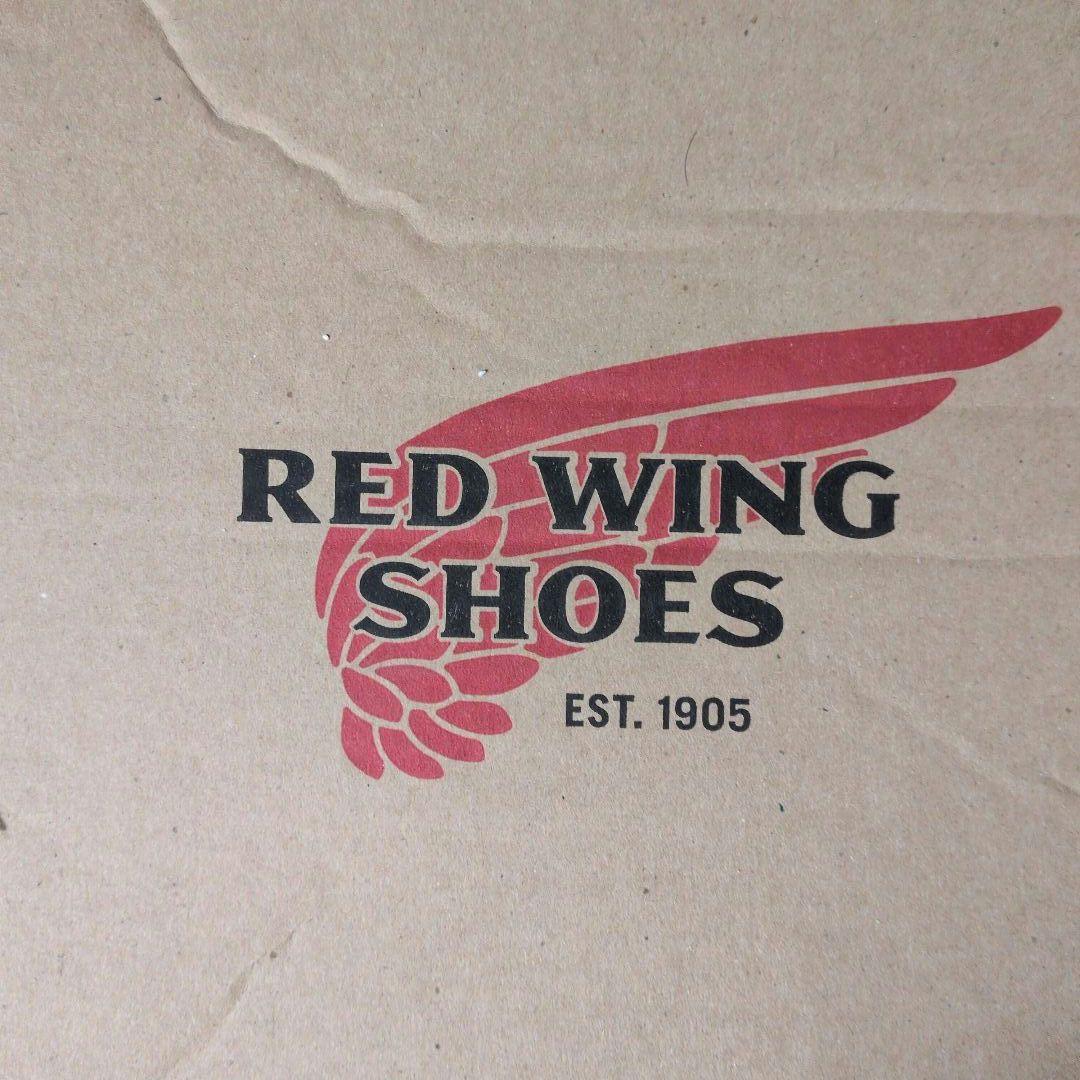 RED WING
SHOES
EST. 1905